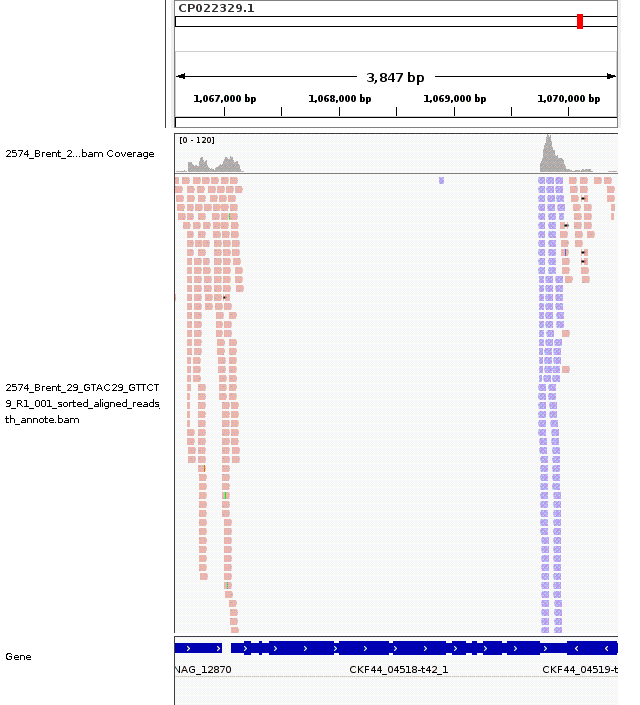 CP022329.1
3,847 bp
1,067,000 bp 1,068,000 bp 1,069,000 bp 1,070,000 bp
[0 - 120]
2574_Brent_2...bam Coverage
2574_Brent_29_GTAC29_GTTCT
9_R1_001_sorted_aligned_reads_
th_annote.bam
Gene
NAG_12870 CKF44_04518-t42_1 CKF44_04519-t